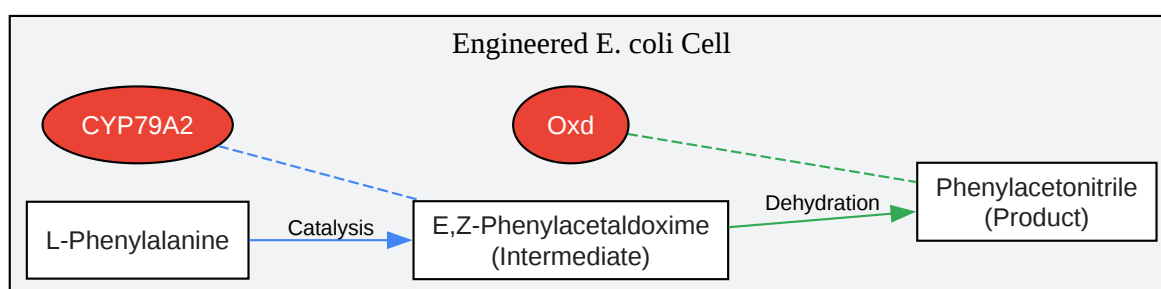 Engineered E. coli Cell
CYP79A2
Oxd
L-Phenylalanine
Catalysis
E,Z-Phenylacetaldoxime
(Intermediate)
Dehydration
Phenylacetonitrile
(Product)